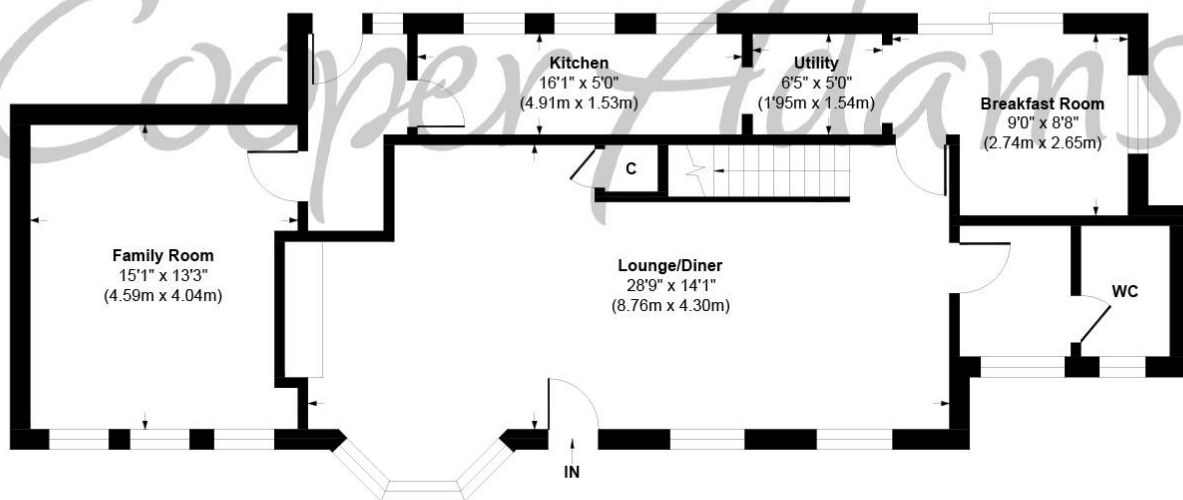 Cooper Adams
Kitchen
16'1" x 5'0"
(4.91m x 1.53m)
Utility
6'5" x 5'0"
(1'95m x 1.54m)
Breakfast Room
9'0" x 8'8"
(2.74m x 2.65m)
C
Family Room
15'1" x 13'3"
(4.59m x 4.04m)
Lounge/Diner
28'9" x 14'1"
(8.76m x 4.30m)
WC
IN